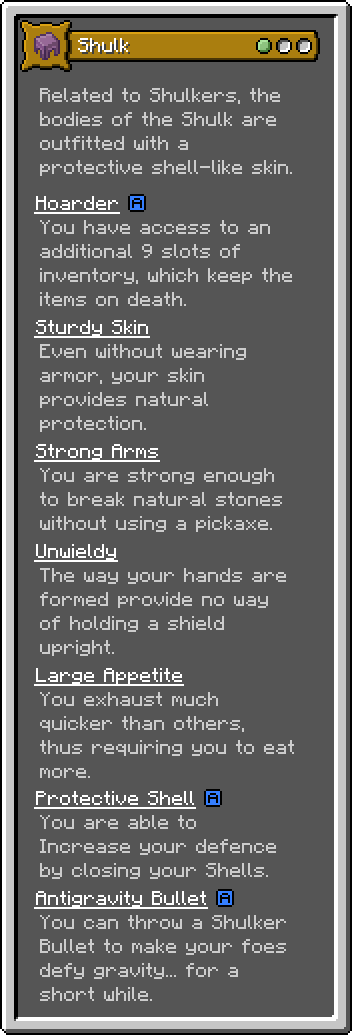 Shulk
Related to Shulkers, the
bodies of the Shulk are
outfitted with a
protective shell-like skin.
Hoarder A
You have access to an
additional 9 slots of
inventory, which keep the
items on death.
Sturdy Skin
Even without wearing
armor, your skin
provides natural
protection.
Strong Arms
You are strong enough
to break natural stones
without using a pickaxe.
Unwieldy
The way your hands are
formed provide no way
of holding a shield
upright.
Large Appetite
You exhaust much
quicker than others,
thus requiring you to eat
more.
Protective Shell A
You are able to
Increase your defence
by closing your Shells.
Antigravity Bullet A
You can throw a Shulker
Bullet to make your foes
defy gravity... for a
short while.